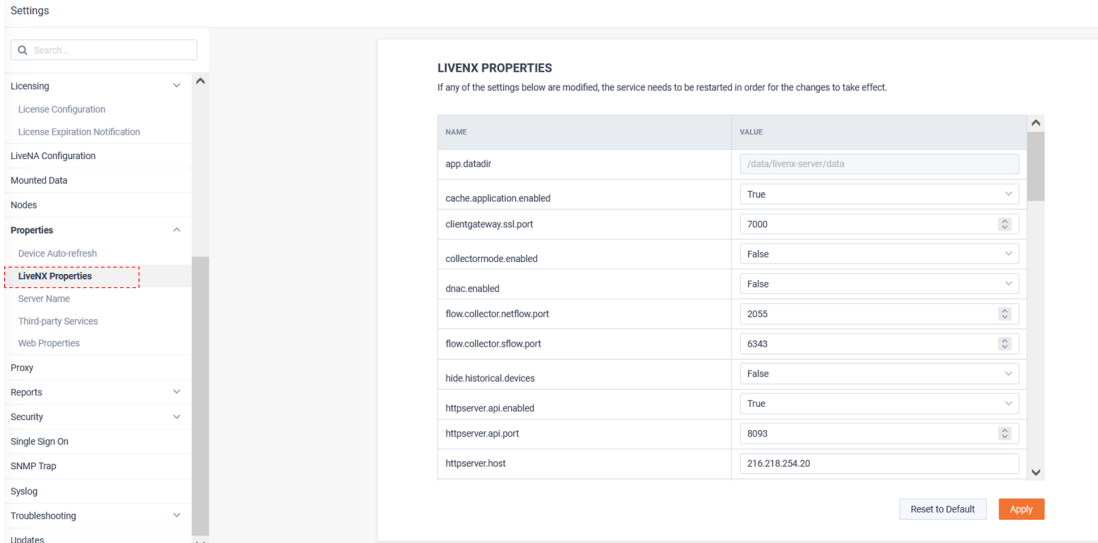 Settings
Search...
Licensing
License Configuration
License Expiration Notification
LiveNA Configuration
Mounted Data
Nodes
Properties
Device Auto-refresh
LiveNX Properties
Server Name
Third-party Services
Web Properties
Proxy
Reports
Security
Single Sign On
SNMP Trap
Syslog
Troubleshooting
Updates
LIVENX PROPERTIES
If any of the settings below are modified, the service needs to be restarted in order for the changes to take effect.
NAME VALUE
app.datadir /data/livenx-server/data
cache.application.enabled True
clientgateway.ssl.port 7000
collectormode.enabled False
dnac.enabled False
flow.collector.netflow.port 2055
flow.collector.sflow.port 6343
hide.historical.devices False
httpserver.api.enabled True
httpserver.api.port 8093
httpserver.host 216.218.254.20
Reset to Default Apply